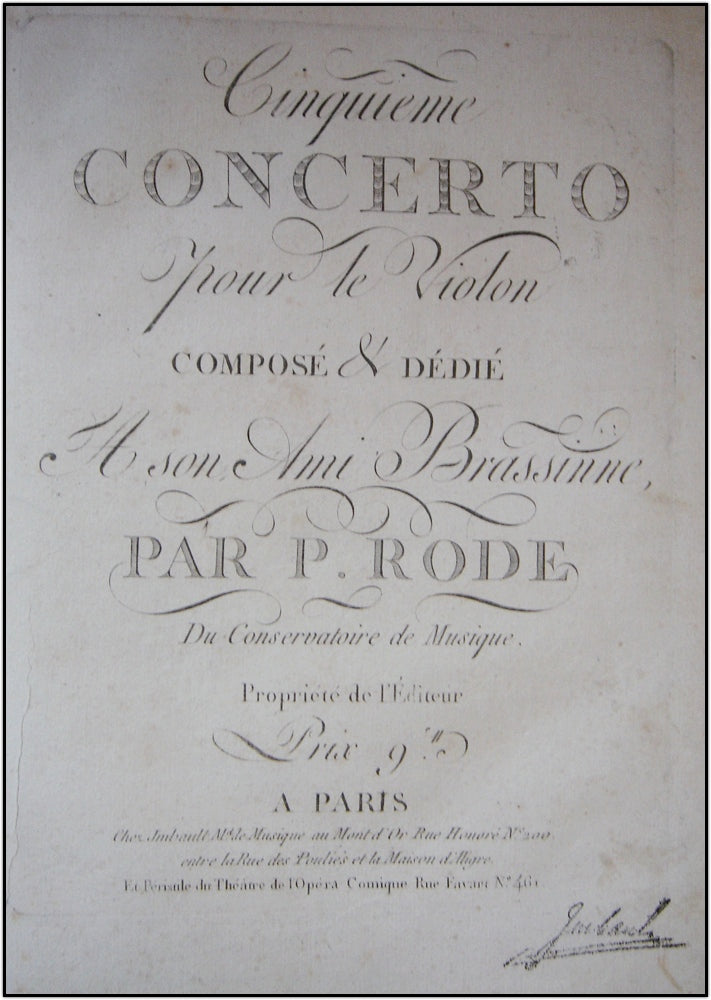 Cinquième
CONCERTO
pour le Violon
COMPOSÉ & DÉDIÉ
A son Ami Brassinne,
PAR P. RODE
Du Conservatoire de Musique.
Propriété de l'Éditeur
Prix 9.tt
A PARIS
Chez Imbault Md. de Musique au Mont d'Or Rue Honoré No. 200.
entre la Rue des Poulies et la Maison d'Aligre.
Et Péristile du Théâtre de l'Opéra Comique Rue Favart No. 461.
Imbault